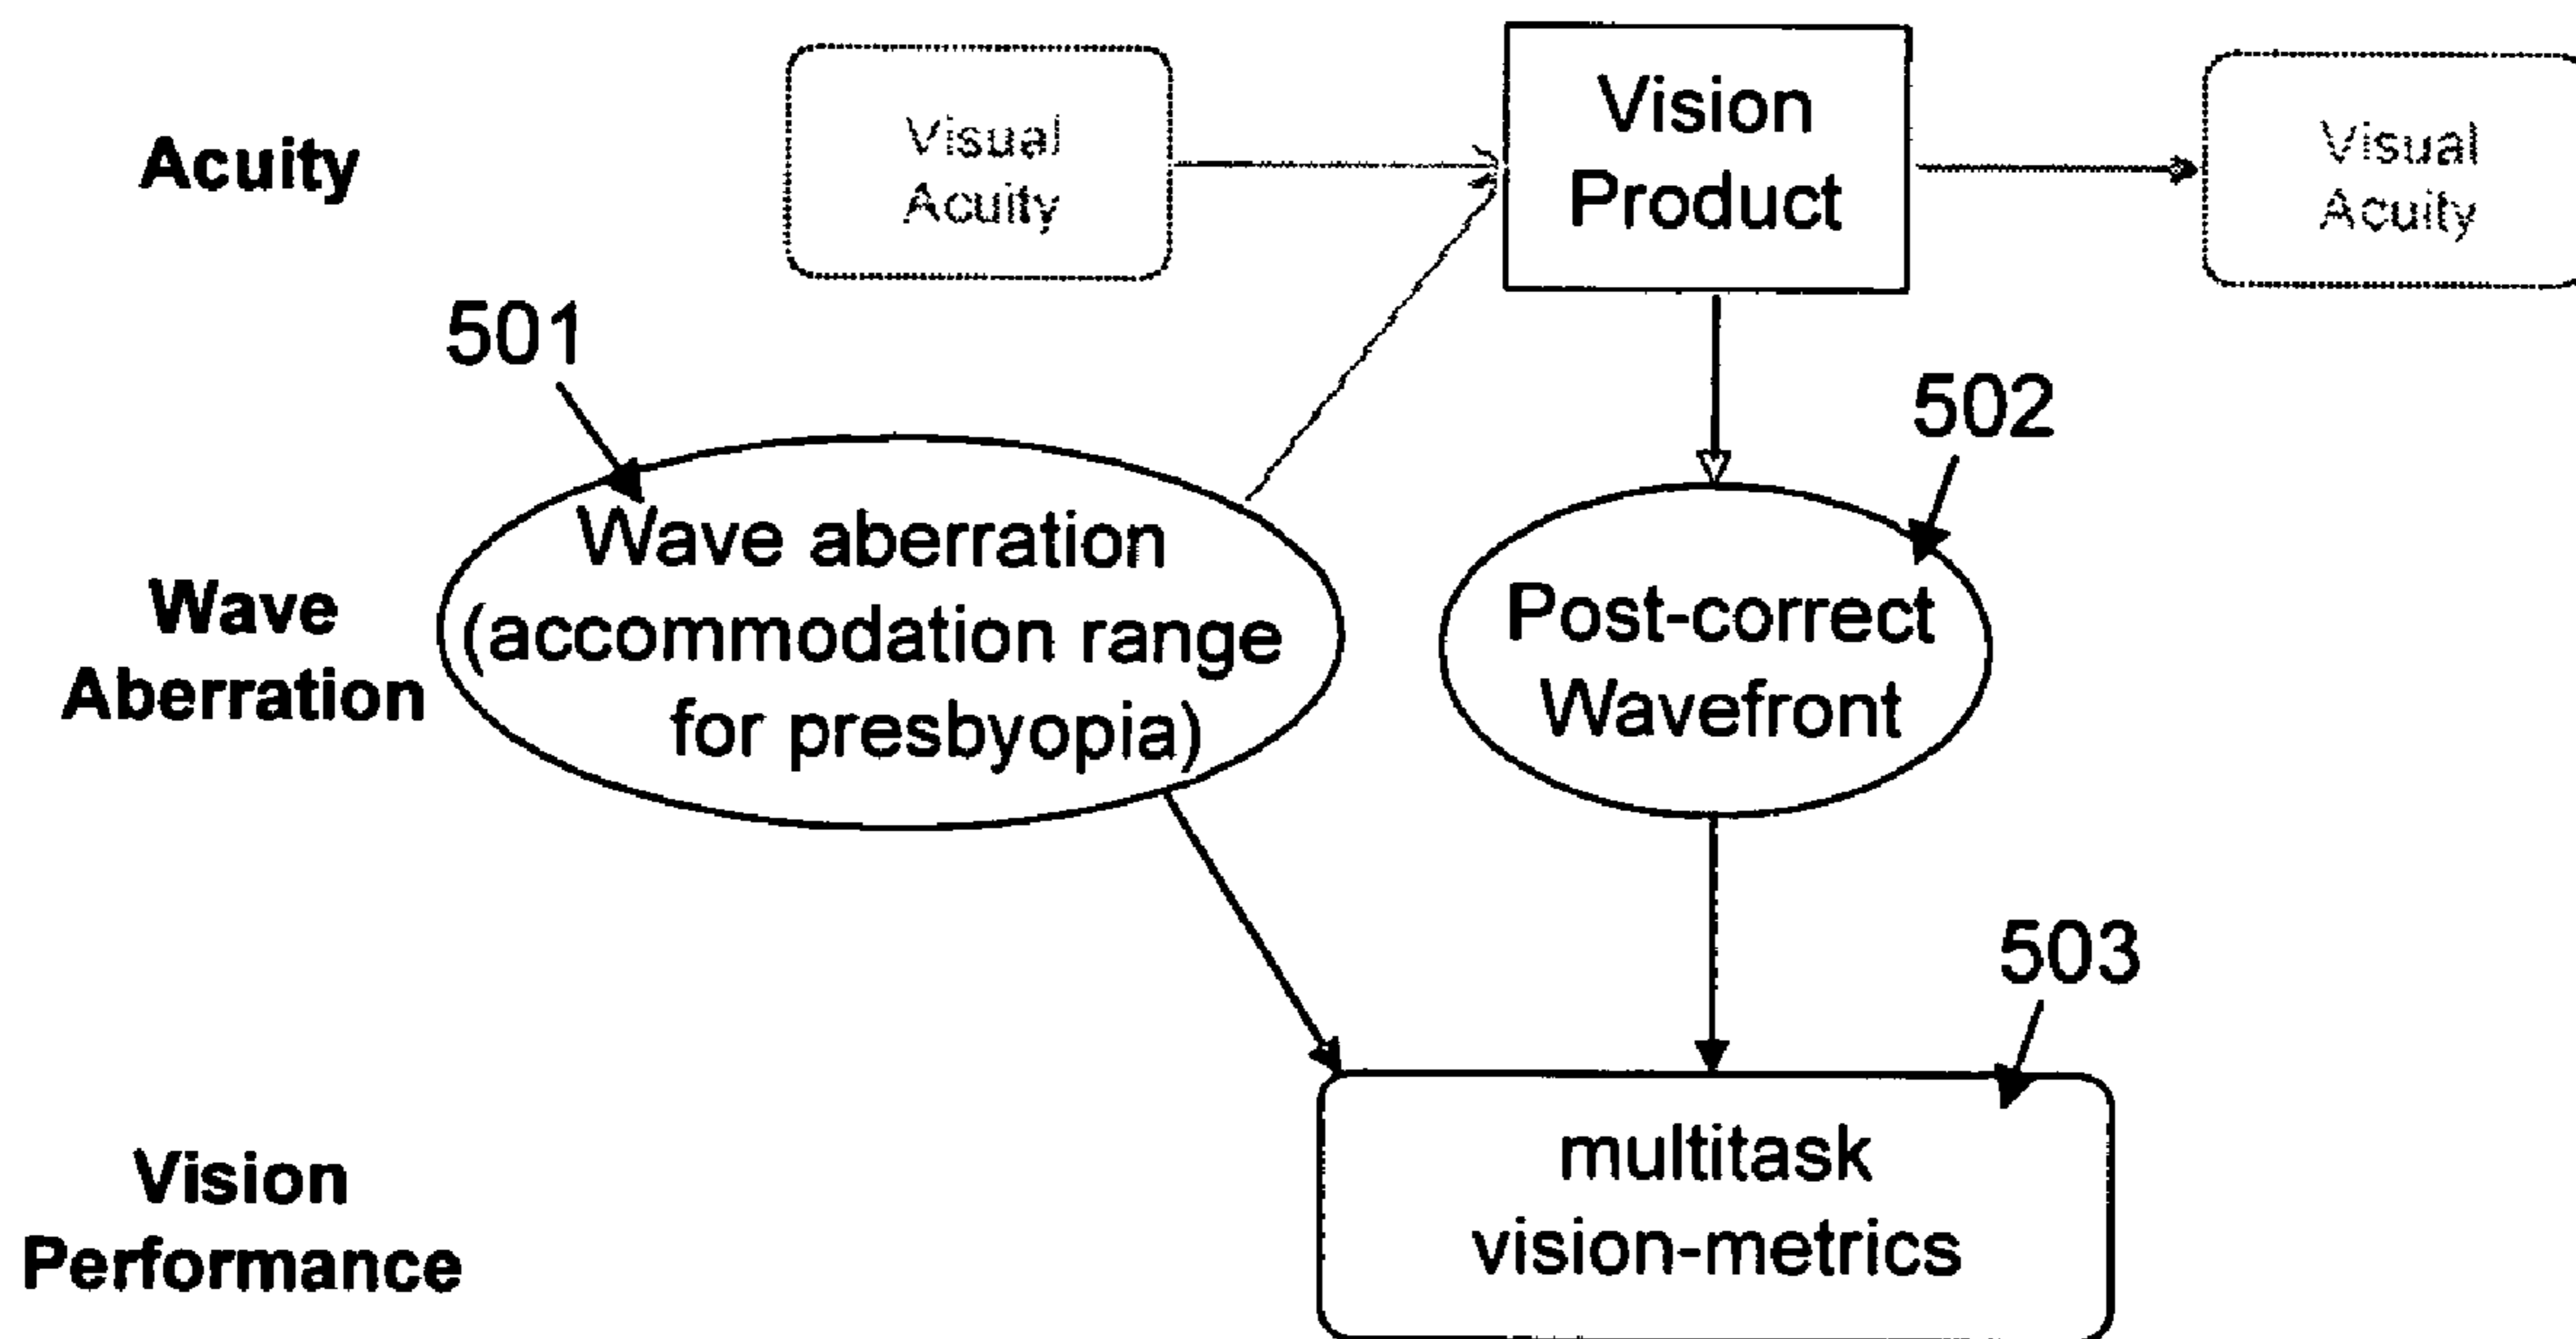 Acuity
Visual
Acuity
Vision
Product
Visual
Acuity
501
502
Wave
Aberration
Wave aberration
(accommodation range
for presbyopia)
Post-correct
Wavefront
503
Vision
Performance
multitask
vision-metrics